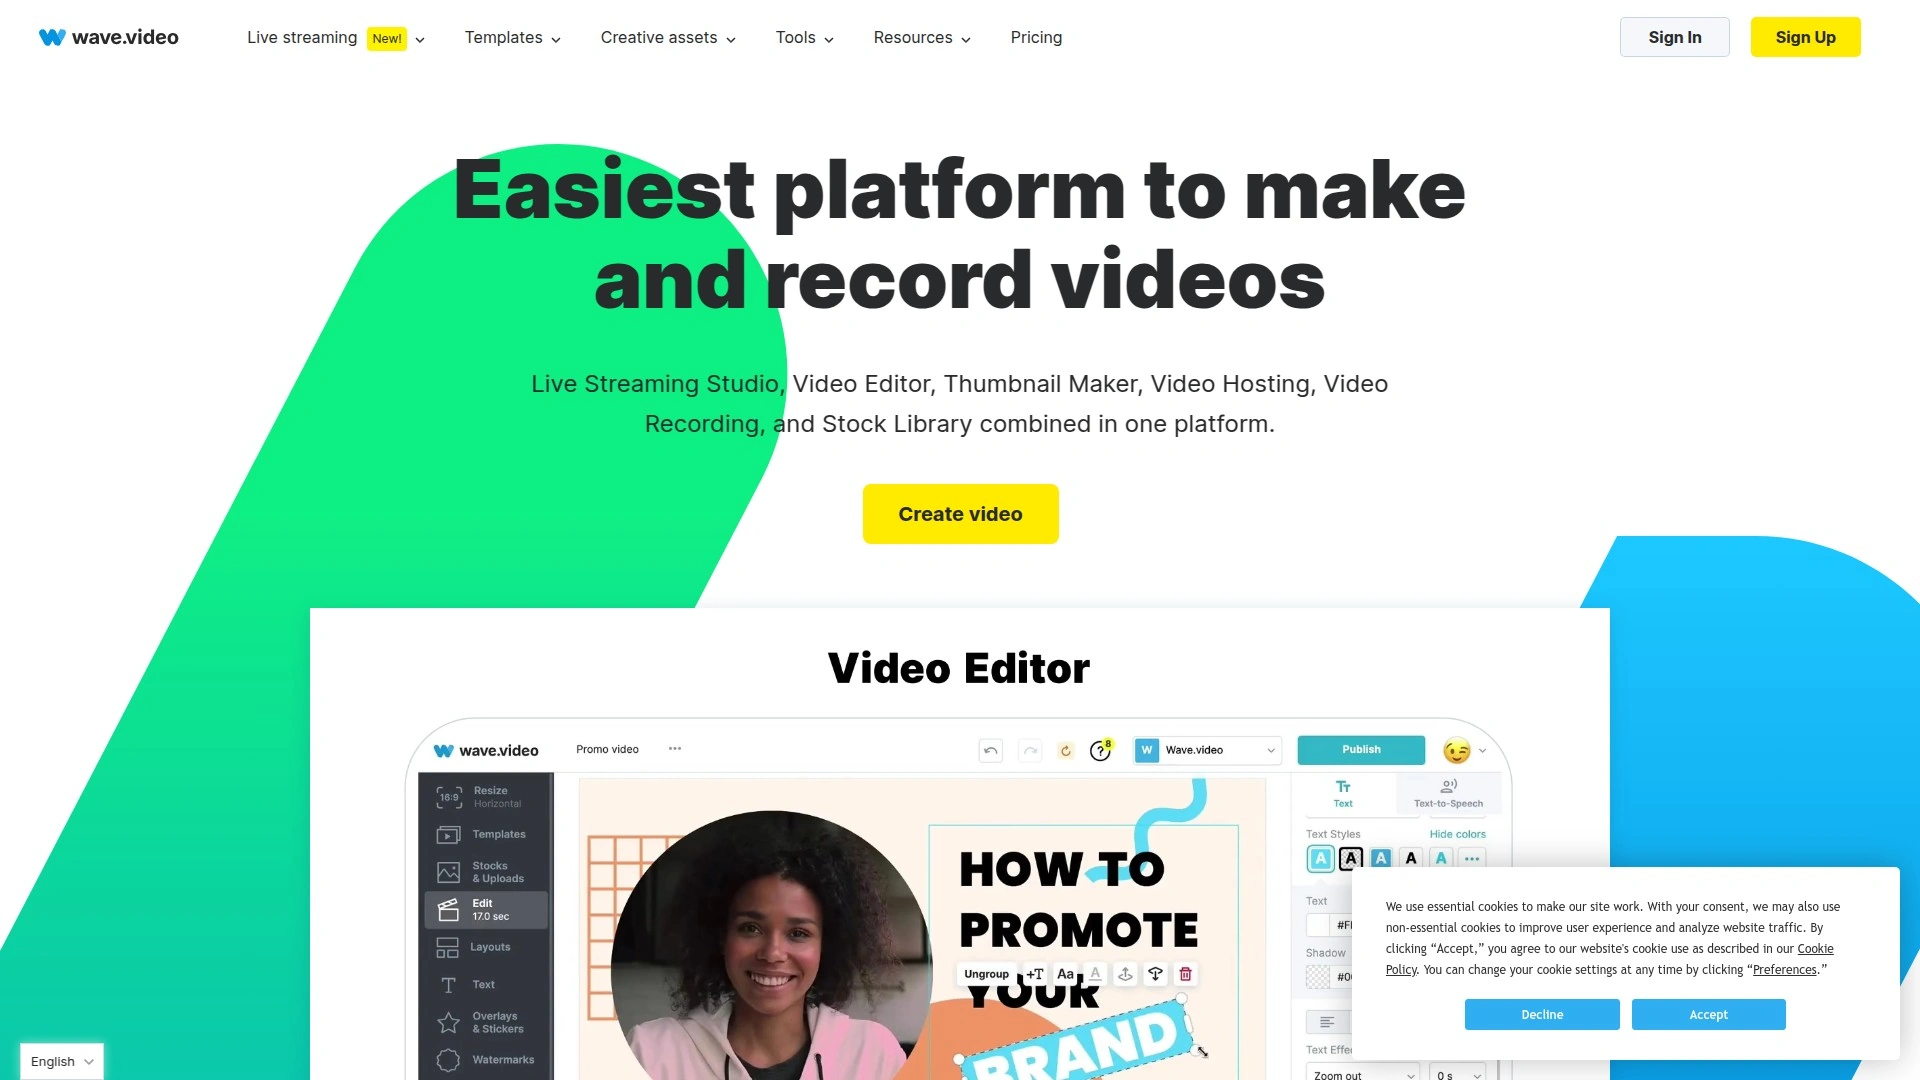 wave.video
Live streaming New!
Templates
Creative assets
Tools
Resources
Pricing
Sign In
Sign Up
Easiest platform to make
and record videos
Live Streaming Studio, Video Editor, Thumbnail Maker, Video Hosting, Video
Recording, and Stock Library combined in one platform.
Create video
Video Editor
wave.video
Promo video
•••
?
8
W Wave.video
Publish
16:9
Resize
Horizontal
Templates
Stocks
& Uploads
Edit
17.0 sec
Layouts
Text
Overlays
& Stickers
Watermarks
HOW TO
PROMOTE
YOUR
BRAND
Ungroup +T Aa A
Text
Text-to-Speech
Text Styles
Hide colors
A A A A A •••
Text
Shadow
Zoom out
0 s
We use essential cookies to make our site work. With your consent, we may also use
non-essential cookies to improve user experience and analyze website traffic. By
clicking “Accept,” you agree to our website's cookie use as described in our Cookie
Policy. You can change your cookie settings at any time by clicking “Preferences.”
Decline
Accept
English